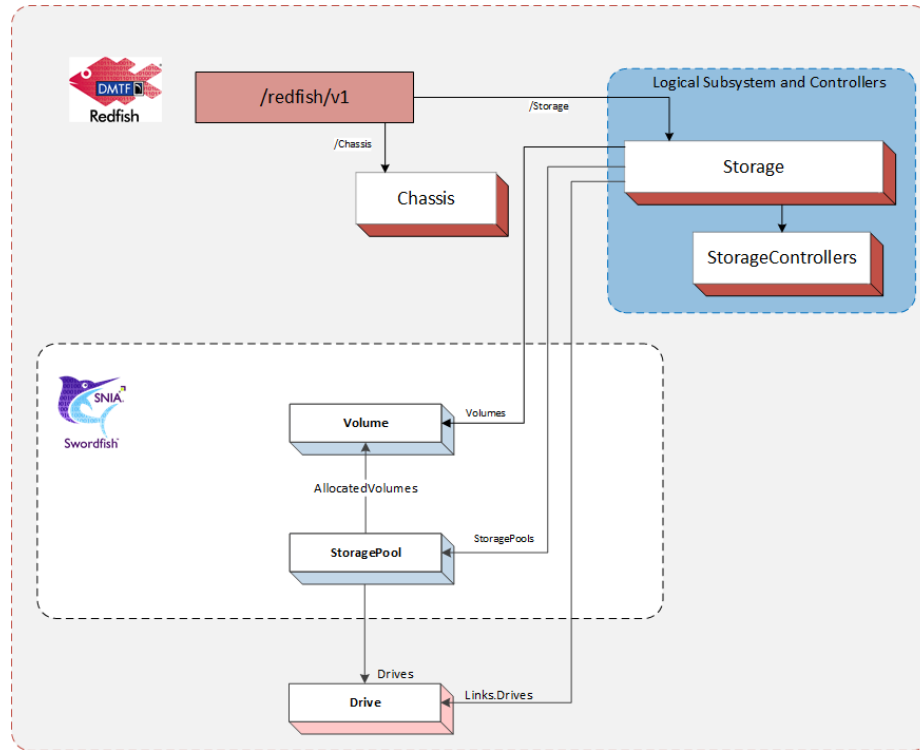 DMTF
Redfish
/redfish/v1
/Storage
/Chassis
Chassis
Logical Subsystem and Controllers
Storage
StorageControllers
SNIA
Swordfish
Volume
Volumes
AllocatedVolumes
StoragePool
StoragePools
Drives
Drive
Links.Drives